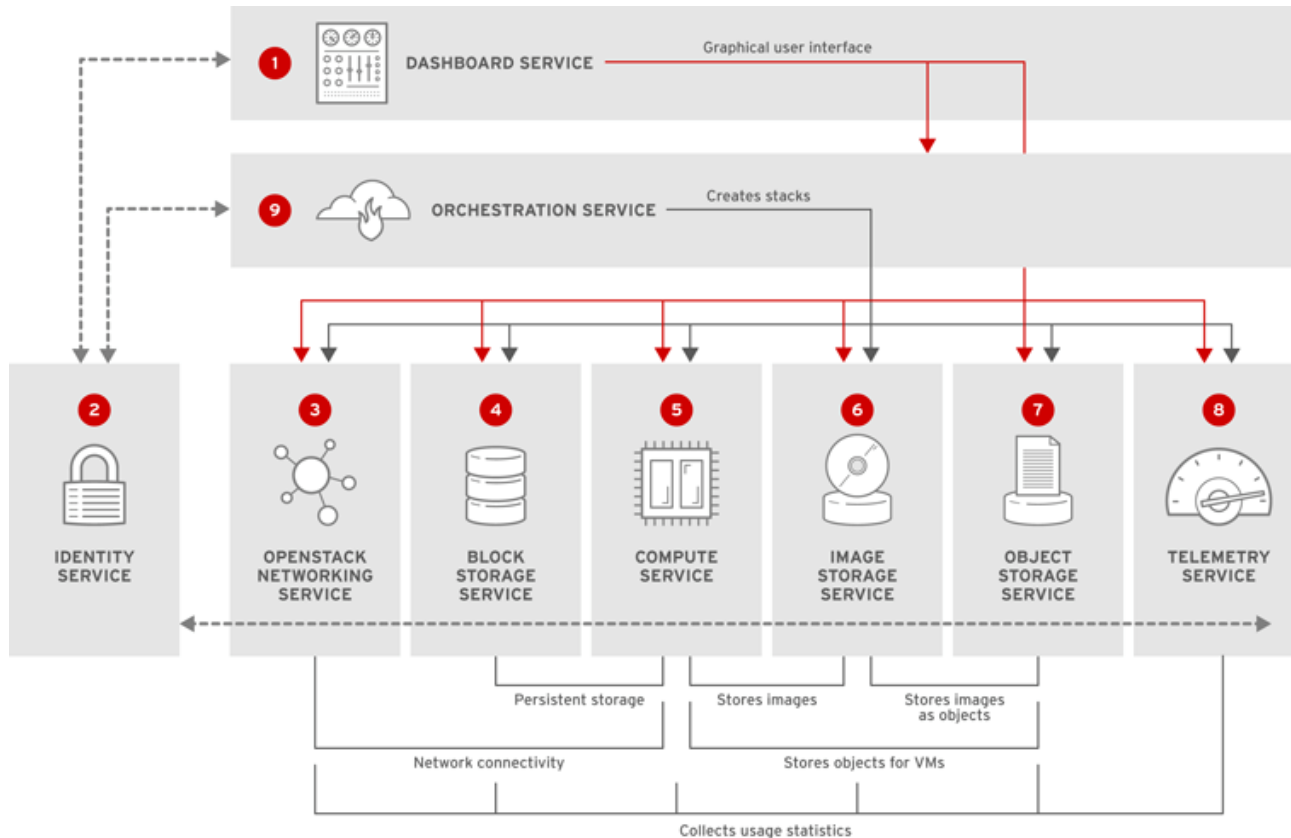 1
DASHBOARD SERVICE
Graphical user interface
9
ORCHESTRATION SERVICE
Creates stacks
2
IDENTITY
SERVICE
3
OPENSTACK
NETWORKING
SERVICE
4
BLOCK
STORAGE
SERVICE
5
COMPUTE
SERVICE
6
IMAGE
STORAGE
SERVICE
7
OBJECT
STORAGE
SERVICE
8
TELEMETRY
SERVICE
Persistent storage
Stores images
Stores images
as objects
Network connectivity
Stores objects for VMs
Collects usage statistics